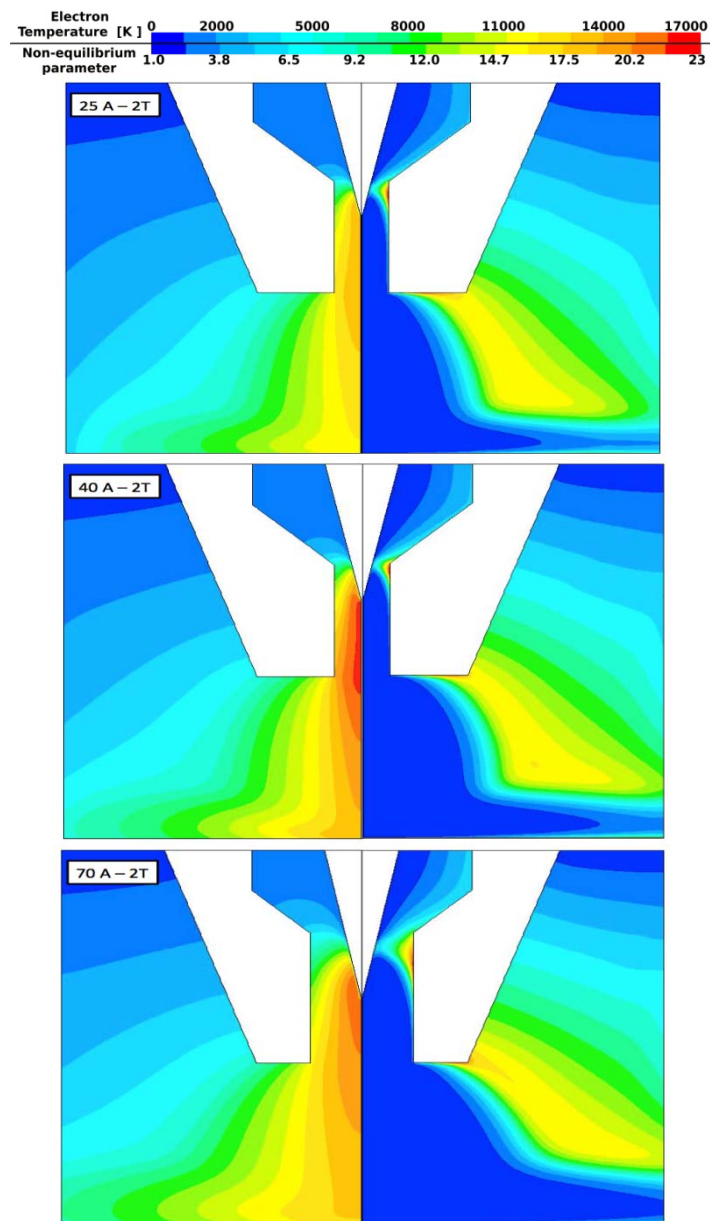 Electron
Temperature [K ] 0 2000 5000 8000 11000 14000 17000
Non-equilibrium
parameter 1.0 3.8 6.5 9.2 12.0 14.7 17.5 20.2 23
25 A – 2T
40 A – 2T
70 A – 2T